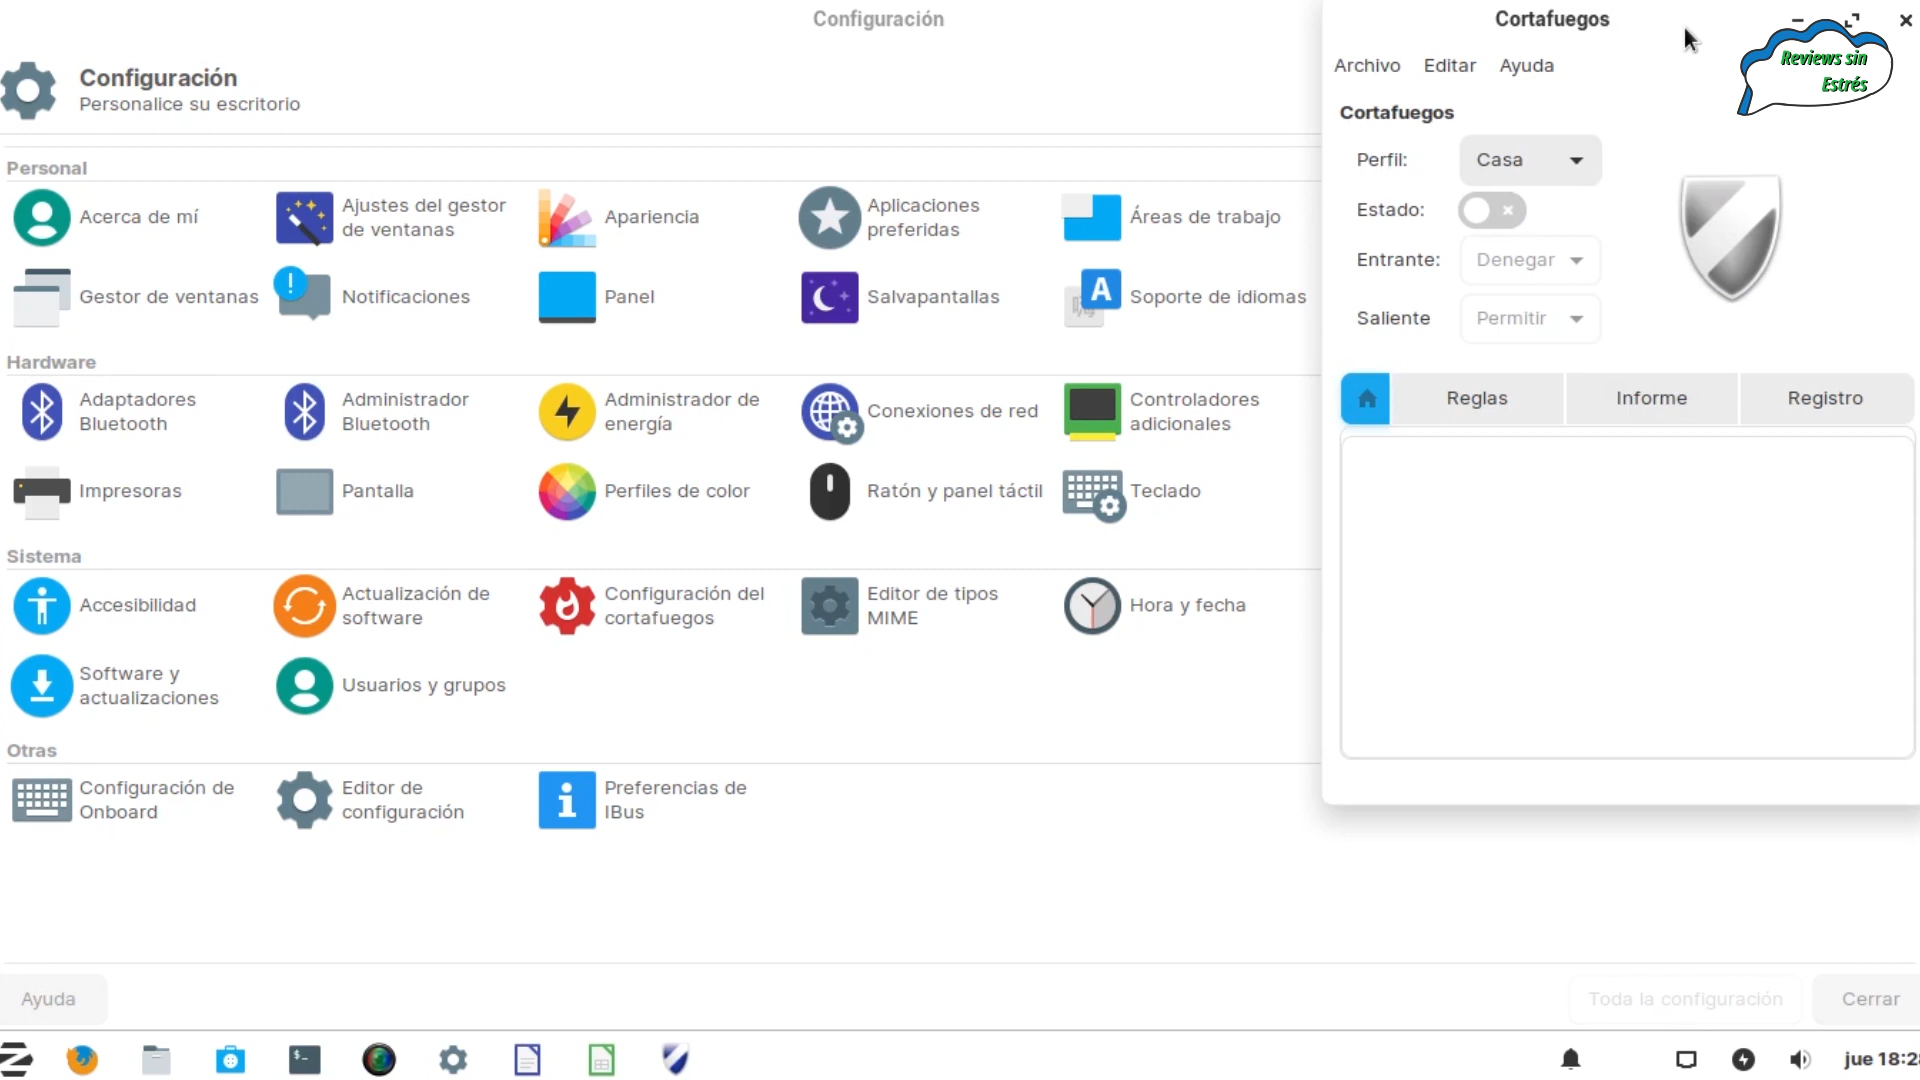 Configuración
Configuración
Personalice su escritorio
Personal
Acerca de mí
Ajustes del gestor
de ventanas
Apariencia
Aplicaciones
preferidas
Áreas de trabajo
Gestor de ventanas
Notificaciones
Panel
Salvapantallas
Soporte de idiomas
A
Hardware
Adaptadores
Bluetooth
Administrador
Bluetooth
Administrador de
energía
Conexiones de red
Controladores
adicionales
Impresoras
Pantalla
Perfiles de color
Ratón y panel táctil
Teclado
Sistema
Accesibilidad
Actualización de
software
Configuración del
cortafuegos
Editor de tipos
MIME
Hora y fecha
Software y
actualizaciones
Usuarios y grupos
Otras
Configuración de
Onboard
Editor de
configuración
Preferencias de
IBus
Ayuda
Toda la configuración
Cerrar
Cortafuegos
Reviews sin
Estrés
Archivo Editar Ayuda
Cortafuegos
Perfil: Casa
Estado:
Entrante: Denegar
Saliente Permitir
Reglas
Informe
Registro
$_
jue 18:2